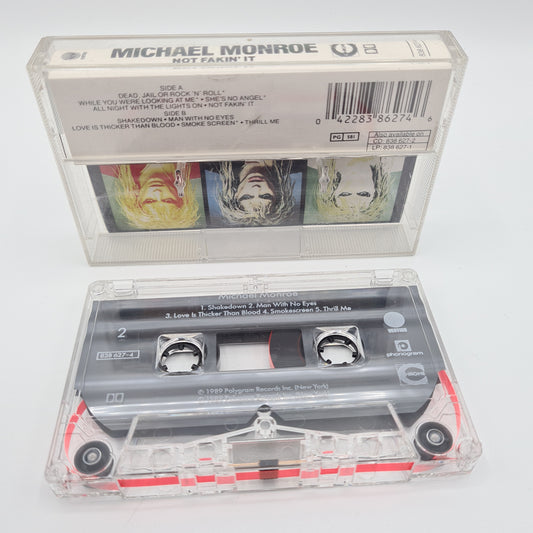 MICHAEL MONROE
NOT FAKIN' IT
SIDE A
DEAD, JAIL OR ROCK 'N' ROLL*
WHILE YOU WERE LOOKING AT ME* • SHE'S NO ANGEL*
ALL NIGHT WITH THE LIGHTS ON • NOT FAKIN' IT
SIDE B
SHAKEDOWN • MAN WITH NO EYES
LOVE IS THICKER THAN BLOOD • SMOKE SCREEN* • THRILL ME
0 42283 86274
PG 581
Also available on
CD: 838 627-2
LP: 838 627-1
Michael Monroe
1. Shakedown 2. Man With No Eyes
3. Love Is Thicker Than Blood 4. Smokescreen 5. Thrill Me
2
838 627-4
phonogram
© 1989 Polygram Records Inc. (New York)